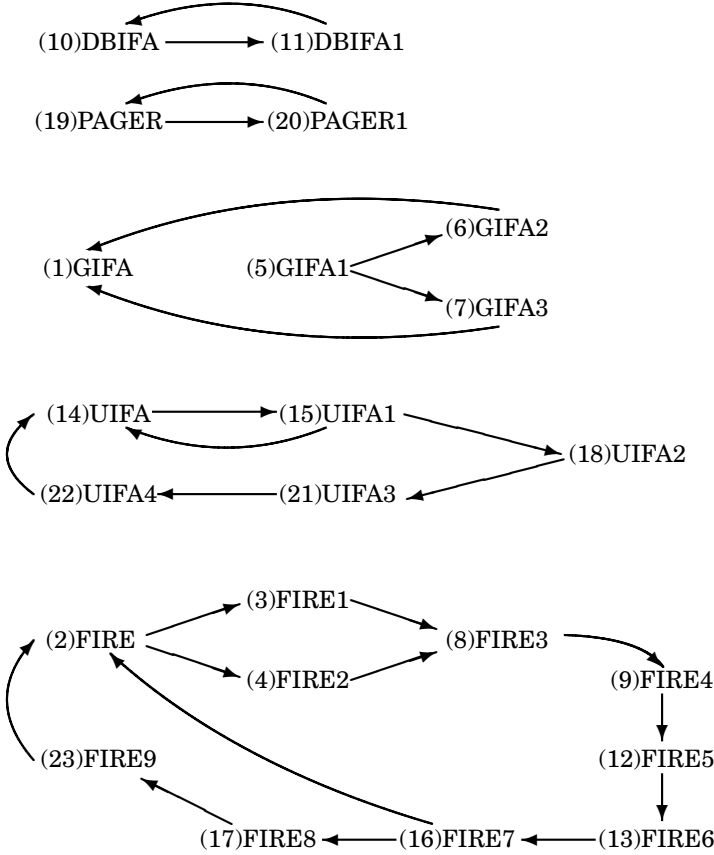 (10)DBIFA (11)DBIFA1
(19)PAGER (20)PAGER1
(6)GIFA2
(1)GIFA (5)GIFA1
(7)GIFA3
(14)UIFA (15)UIFA1
(18)UIFA2
(22)UIFA4 (21)UIFA3
(3)FIRE1
(2)FIRE (8)FIRE3
(4)FIRE2 (9)FIRE4
(23)FIRE9 (12)FIRE5
(17)FIRE8 (16)FIRE7 (13)FIRE6